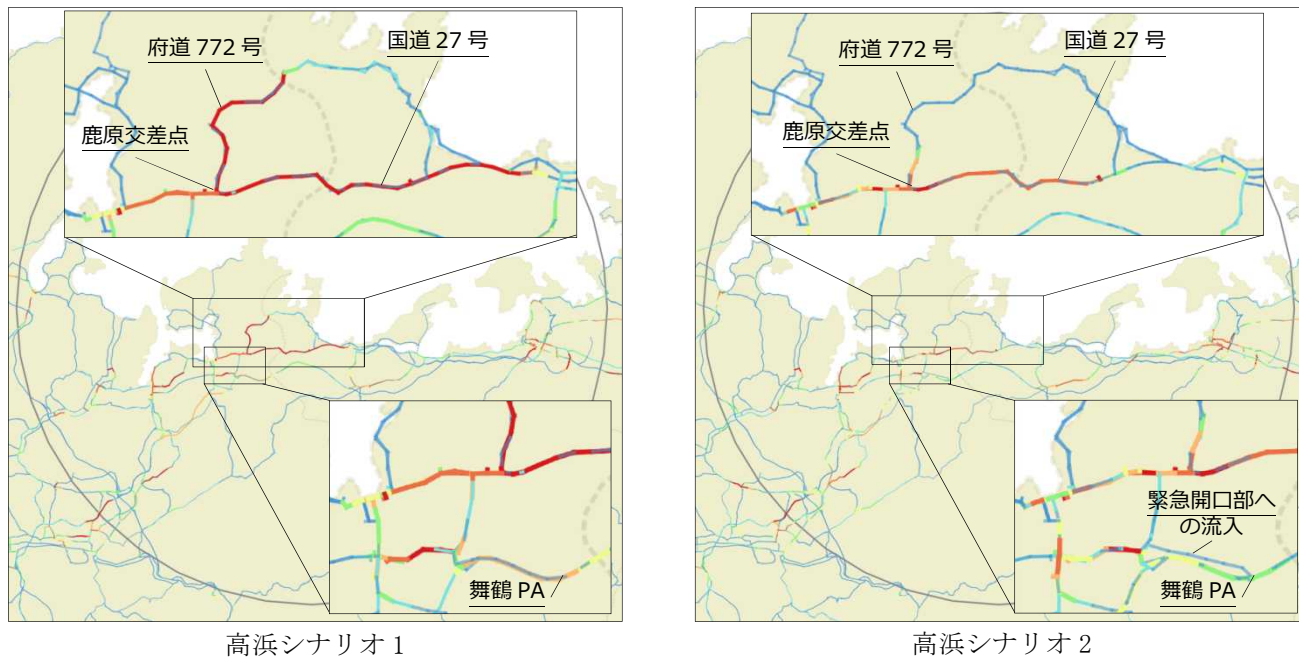 府道 772 号
国道 27 号
鹿原交差点
舞鶴 PA
高浜シナリオ 1
府道 772 号
国道 27 号
鹿原交差点
緊急開口部へ
の流入
舞鶴 PA
高浜シナリオ 2